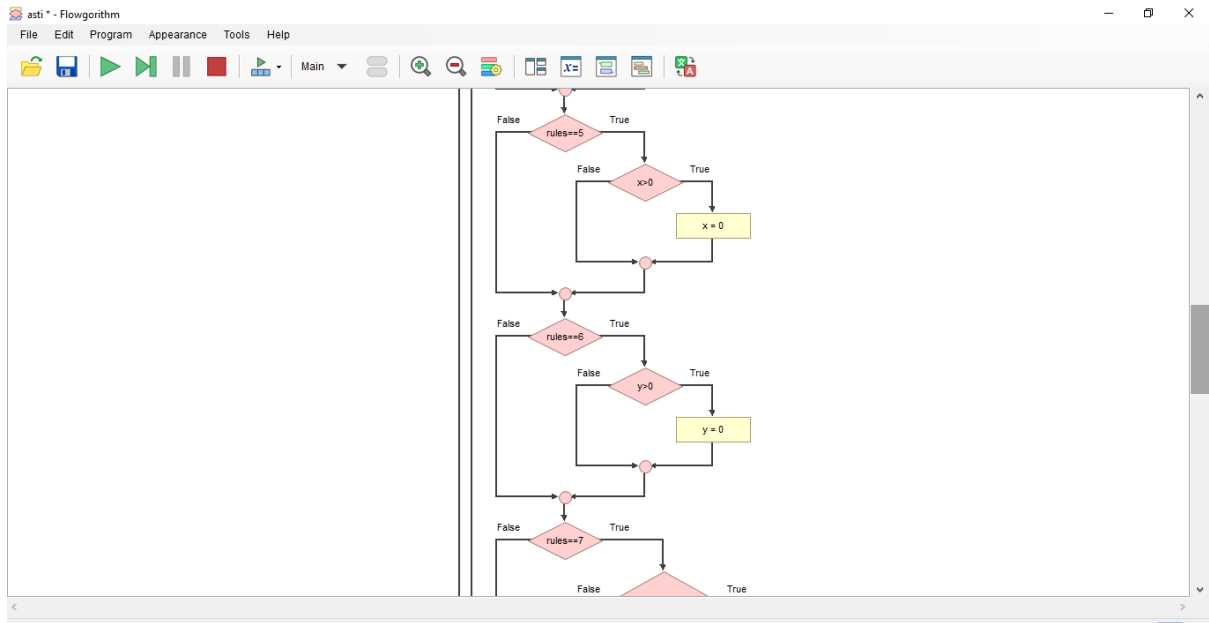 asti * - Flowgorithm
File Edit Program Appearance Tools Help
Main
x=
文
A
False True
rules==5
False True
x>0
x = 0
False True
rules==6
False True
y>0
y = 0
False True
rules==7
False True